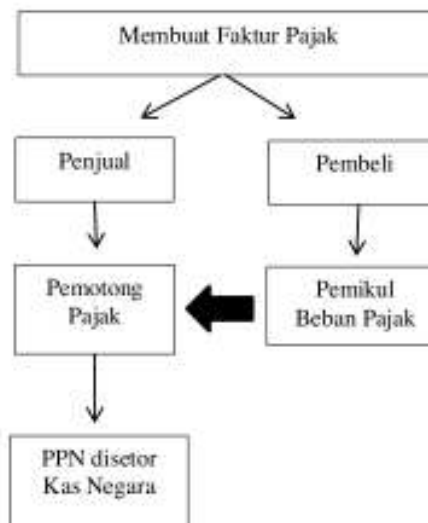 Membuat Faktur Pajak
Penjual
Pembeli
Pemotong
Pajak
Pemikul
Beban Pajak
PPN disetor
Kas Negara